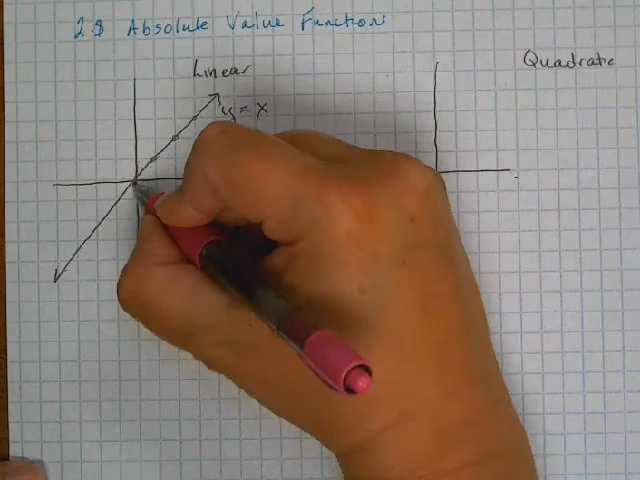 2.8 Absolute Value Function
Linear
Quadratic
y = x